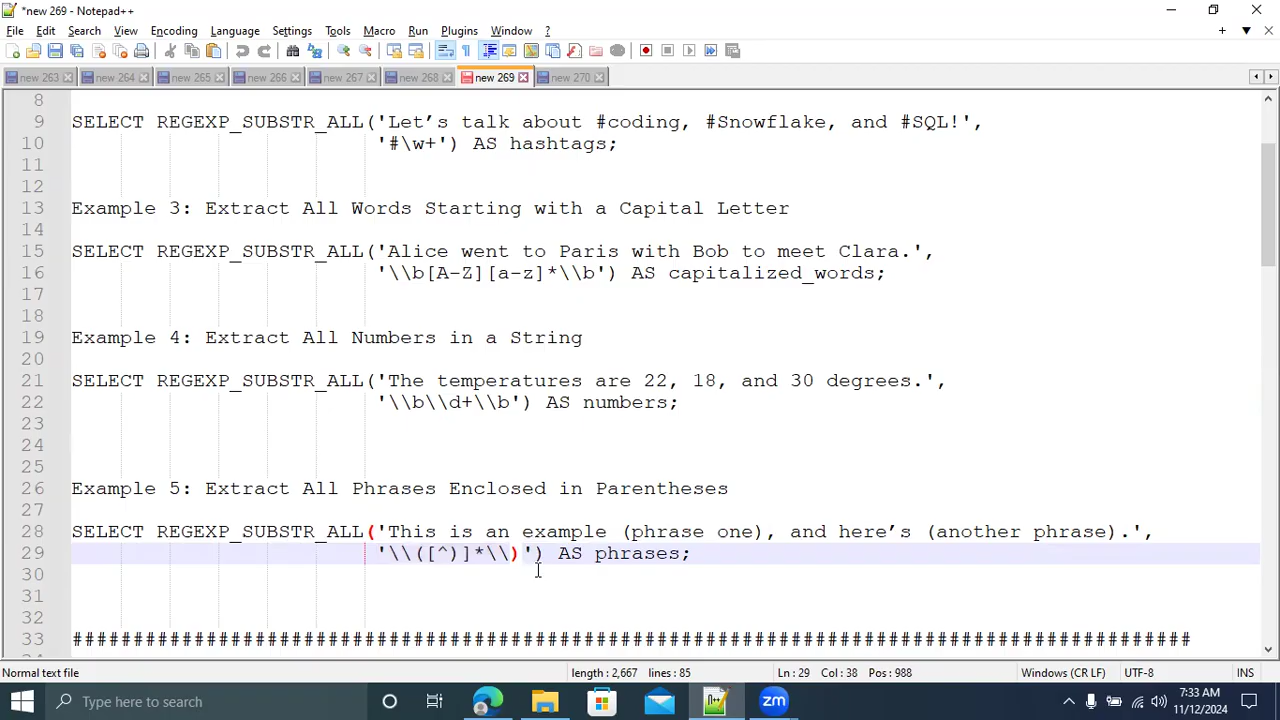 *new 269 - Notepad++
File Edit Search View Encoding Language Settings Tools Macro Run Plugins Window ?
new 263 new 264 new 265 new 266 new 267 new 268 new 269 new 270
8
9 SELECT REGEXP_SUBSTR_ALL('Let’s talk about #coding, #Snowflake, and #SQL!',
10 '#\w+') AS hashtags;
11
12
13 Example 3: Extract All Words Starting with a Capital Letter
14
15 SELECT REGEXP_SUBSTR_ALL('Alice went to Paris with Bob to meet Clara.',
16 '\\b[A-Z][a-z]*\\b') AS capitalized_words;
17
18
19 Example 4: Extract All Numbers in a String
20
21 SELECT REGEXP_SUBSTR_ALL('The temperatures are 22, 18, and 30 degrees.',
22 '\\b\\d+\\b') AS numbers;
23
24
25
26 Example 5: Extract All Phrases Enclosed in Parentheses
27
28 SELECT REGEXP_SUBSTR_ALL('This is an example (phrase one), and here’s (another phrase).',
29 '\\([^)]*\\)') AS phrases;
30
31
32
33 ############################################################################################
Normal text file length : 2,667 lines : 85 Ln : 29 Col : 38 Pos : 988 Windows (CR LF) UTF-8 INS
Type here to search zm 7:33 AM
11/12/2024